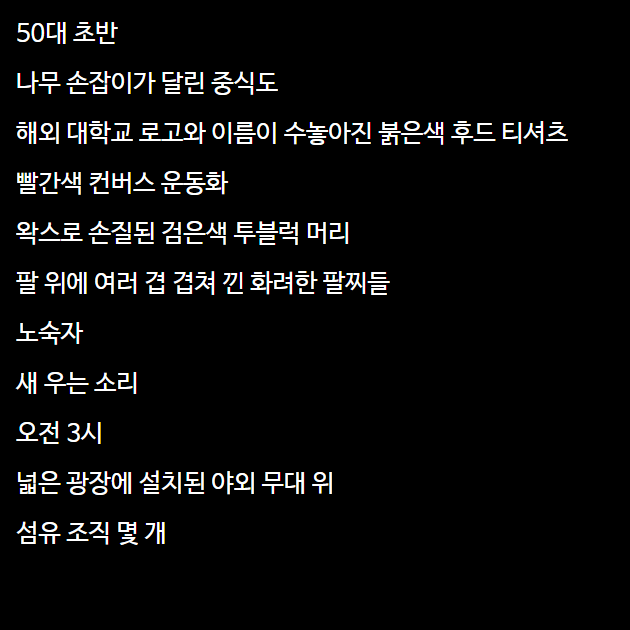 50대 초반
나무 손잡이가 달린 중식도
해외 대학교 로고와 이름이 수놓아진 붉은색 후드 티셔츠
빨간색 컨버스 운동화
왁스로 손질된 검은색 투블럭 머리
팔 위에 여러 겹 겹쳐 낀 화려한 팔찌들
노숙자
새 우는 소리
오전 3시
넓은 광장에 설치된 야외 무대 위
섬유 조직 몇 개